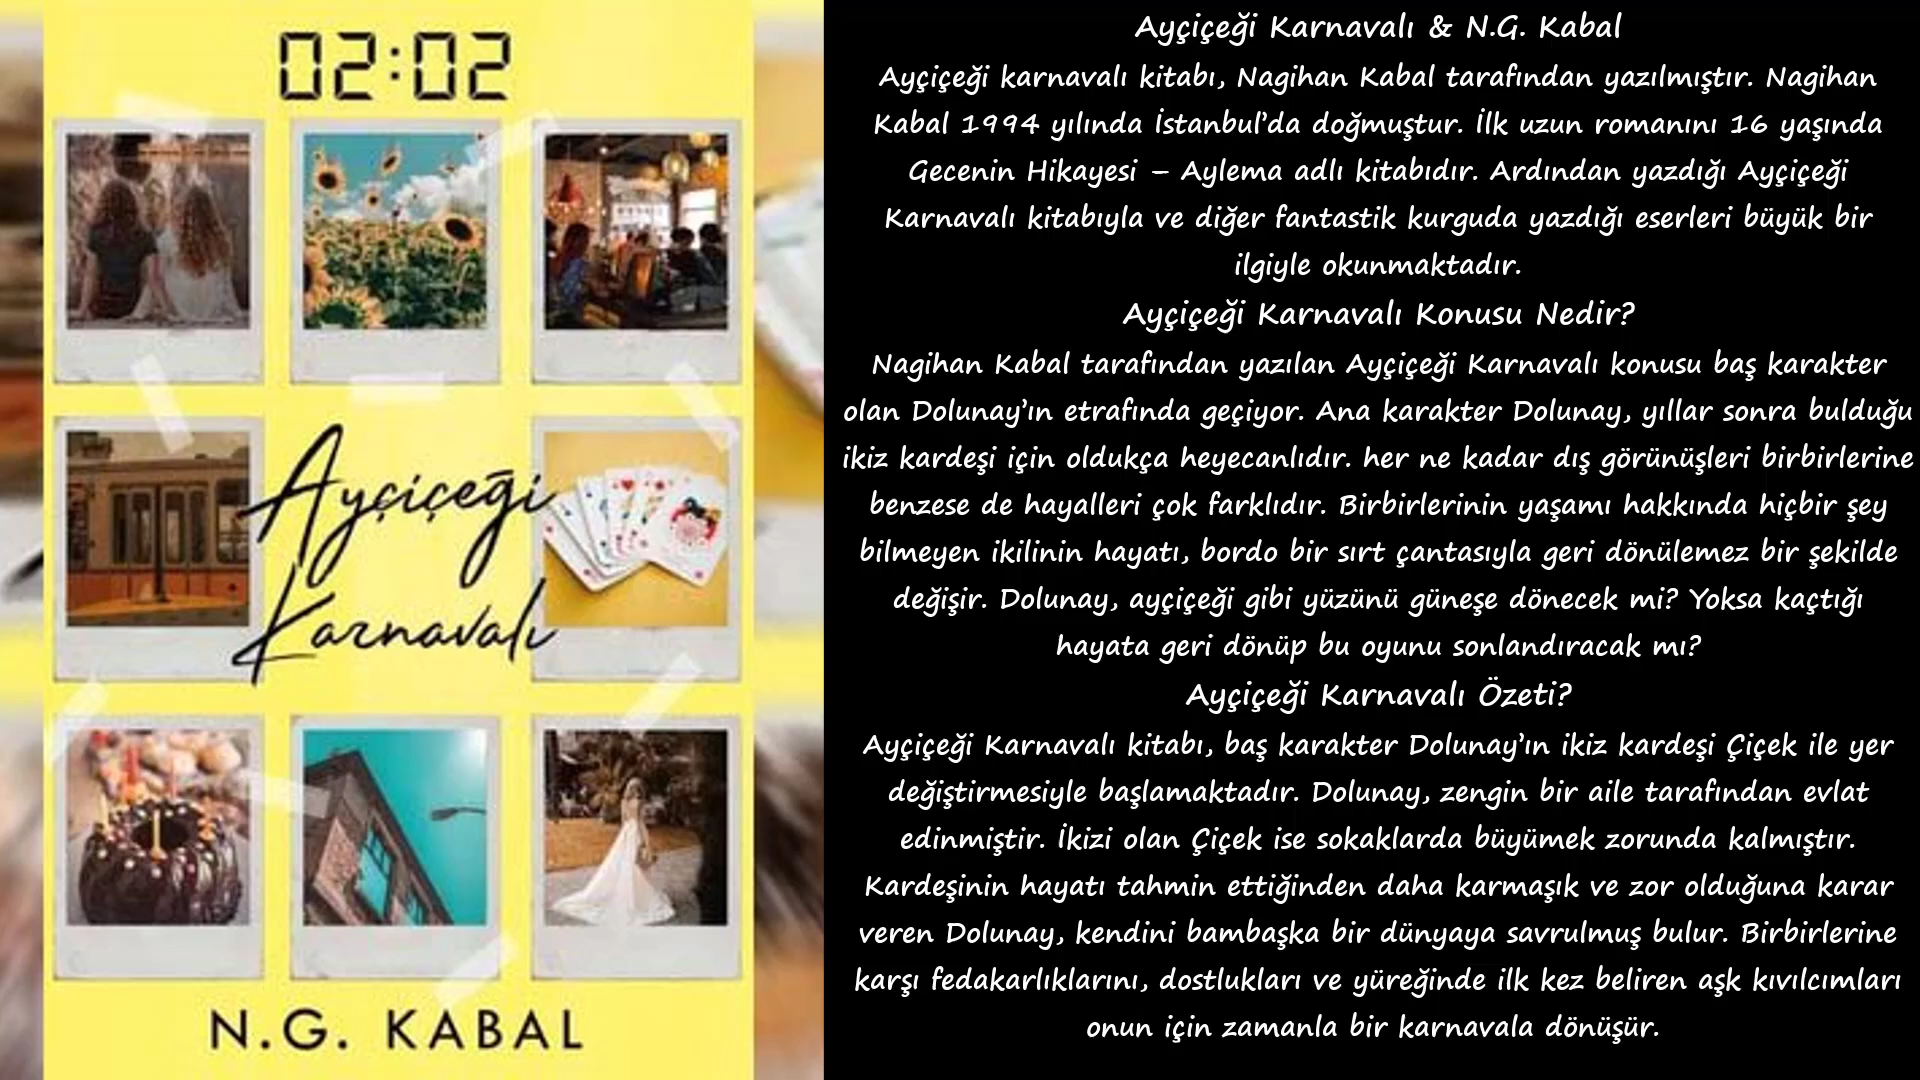 02:02
Ayçiçeği
Karnavalı
N.G. KABAL
Ayçiçeği Karnavalı & N.G. Kabal
Ayçiçeği karnavalı kitabı, Nagihan Kabal tarafından yazılmıştır. Nagihan
Kabal 1994 yılında İstanbul'da doğmuştur. İlk uzun romanını 16 yaşında
Gecenin Hikayesi – Aylema adlı kitabıdır. Ardından yazdığı Ayçiçeği
Karnavalı kitabıyla ve diğer fantastik kurguda yazdığı eserleri büyük bir
ilgiyle okunmaktadır.
Ayçiçeği Karnavalı Konusu Nedir?
Nagihan Kabal tarafından yazılan Ayçiçeği Karnavalı konusu baş karakter
olan Dolunay'ın etrafında geçiyor. Ana karakter Dolunay, yıllar sonra bulduğu
ikiz kardeşi için oldukça heyecanlıdır. her ne kadar dış görünüşleri birbirlerine
benzese de hayalleri çok farklıdır. Birbirlerinin yaşamı hakkında hiçbir şey
bilmeyen ikilinin hayatı, bordo bir sırt çantasıyla geri dönülemez bir şekilde
değişir. Dolunay, ayçiçeği gibi yüzünü güneşe dönecek mi? Yoksa kaçtığı
hayata geri dönüp bu oyunu sonlandıracak mı?
Ayçiçeği Karnavalı Özeti?
Ayçiçeği Karnavalı kitabı, baş karakter Dolunay'ın ikiz kardeşi Çiçek ile yer
değiştirmesiyle başlamaktadır. Dolunay, zengin bir aile tarafından evlat
edinmiştir. İkizi olan Çiçek ise sokaklarda büyümek zorunda kalmıştır.
Kardeşinin hayatı tahmin ettiğinden daha karmaşık ve zor olduğuna karar
veren Dolunay, kendini bambaşka bir dünyaya savrulmuş bulur. Birbirlerine
karşı fedakarlıklarını, dostlukları ve yüreğinde ilk kez beliren aşk kıvılcımları
onun için zamanla bir karnavala dönüşür.